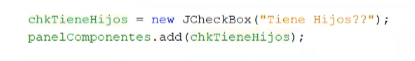 chkTieneHijos = new JCheckBox("Tiene Hijos??");
panelComponentes.add(chkTieneHijos);